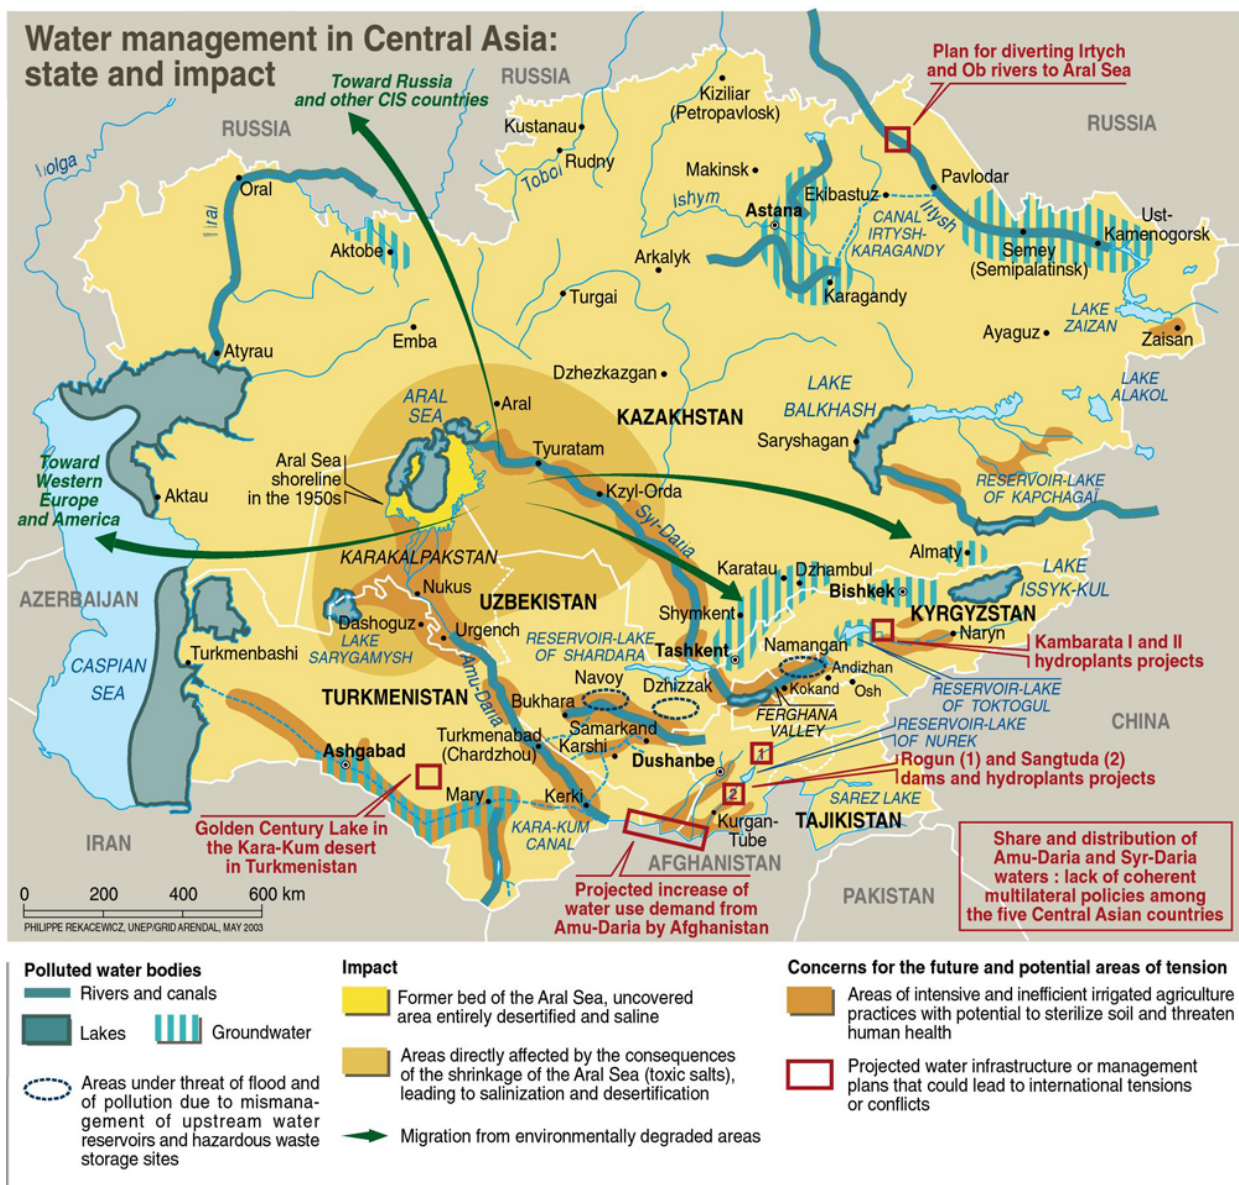 Water management in Central Asia:
state and impact
Toward Russia
and other CIS countries
RUSSIA
RUSSIA
RUSSIA
Plan for diverting Irtych
and Ob rivers to Aral Sea
Kiziliar
(Petropavlosk)
Kustanau
Rudny
Tobol
Makinsk
Ishym
Astana
Ekibastuz
Pavlodar
Irtysh
CANAL
IRTYSH-
KARAGANDY
Ust-
Kamenogorsk
Semey
(Semipalatinsk)
Oral
Aktobe
Arkalyk
Turgai
Karagandy
LAKE
ZAIZAN
Ayaguz
Zaisan
Atyrau
Emba
Dzhezkazgan
LAKE
BALKHASH
LAKE
ALAKOL
ARAL
SEA
Aral
KAZAKHSTAN
Saryshagan
Tyuratam
Aral Sea
shoreline
in the 1950s
Toward
Western
Europe
and America
Aktau
Kzyl-Orda
Syr-Daria
RESERVOIR-LAKE
OF KAPCHAGAÏ
KARAKALPAKSTAN
Almaty
Karatau
Dzhambul
Bishkek
LAKE
ISSYK-KUL
AZERBAIJAN
Nukus
UZBEKISTAN
Shymkent
KYRGYZSTAN
Dashoguz
Urgench
LAKE
SARYGAMYSH
RESERVOIR-LAKE
OF SHARDARA
Tashkent
Namangan
Naryn
Kambarata I and II
hydroplants projects
Turkmenbashi
CASPIAN
SEA
Amu-Daria
Navoy
Dzhizzak
Andizhan
Kokand
Osh
TURKMENISTAN
Bukhara
Samarkand
FERGHANA
VALLEY
RESERVOIR-LAKE
OF TOKTOGUL
CHINA
RESERVOIR-LAKE
OF NUREK
Turkmenabad
(Chardzhou)
Karshi
Dushanbe
1
Rogun (1) and Sangtuda (2)
dams and hydroplants projects
Ashgabad
Mary
Kerki
2
SAREZ LAKE
Kurgan-
Tube
TAJIKISTAN
Golden Century Lake in
the Kara-Kum desert
in Turkmenistan
KARA-KUM
CANAL
IRAN
AFGHANISTAN
PAKISTAN
Projected increase of
water use demand from
Amu-Daria by Afghanistan
Share and distribution of
Amu-Daria and Syr-Daria
waters : lack of coherent
multilateral policies among
the five Central Asian countries
0 200 400 600 km
PHILIPPE REKACEWICZ, UNEP/GRID ARENDAL, MAY 2003
Polluted water bodies
Rivers and canals
Lakes
Groundwater
Areas under threat of flood and
of pollution due to mismana-
gement of upstream water
reservoirs and hazardous waste
storage sites
Impact
Former bed of the Aral Sea, uncovered
area entirely desertified and saline
Areas directly affected by the consequences
of the shrinkage of the Aral Sea (toxic salts),
leading to salinization and desertification
Migration from environmentally degraded areas
Concerns for the future and potential areas of tension
Areas of intensive and inefficient irrigated agriculture
practices with potential to sterilize soil and threaten
human health
Projected water infrastructure or management
plans that could lead to international tensions
or conflicts